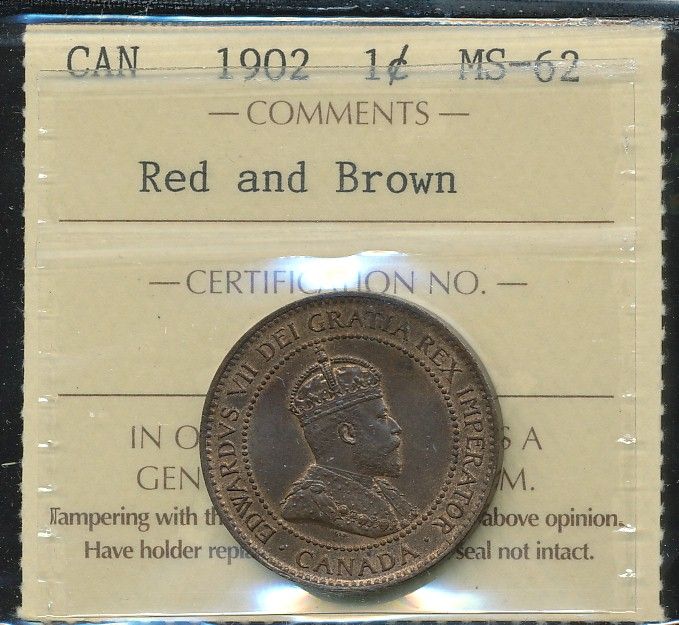 CAN 1902 1¢ MS-62
— COMMENTS —
Red and Brown
— CERTIFICATION NO. —
EDWARDVS VII DEI GRATIA REX IMPERATOR
· CANADA ·
IN O S A
GEN M.
Tampering with th above opinion.
Have holder repl seal not intact.